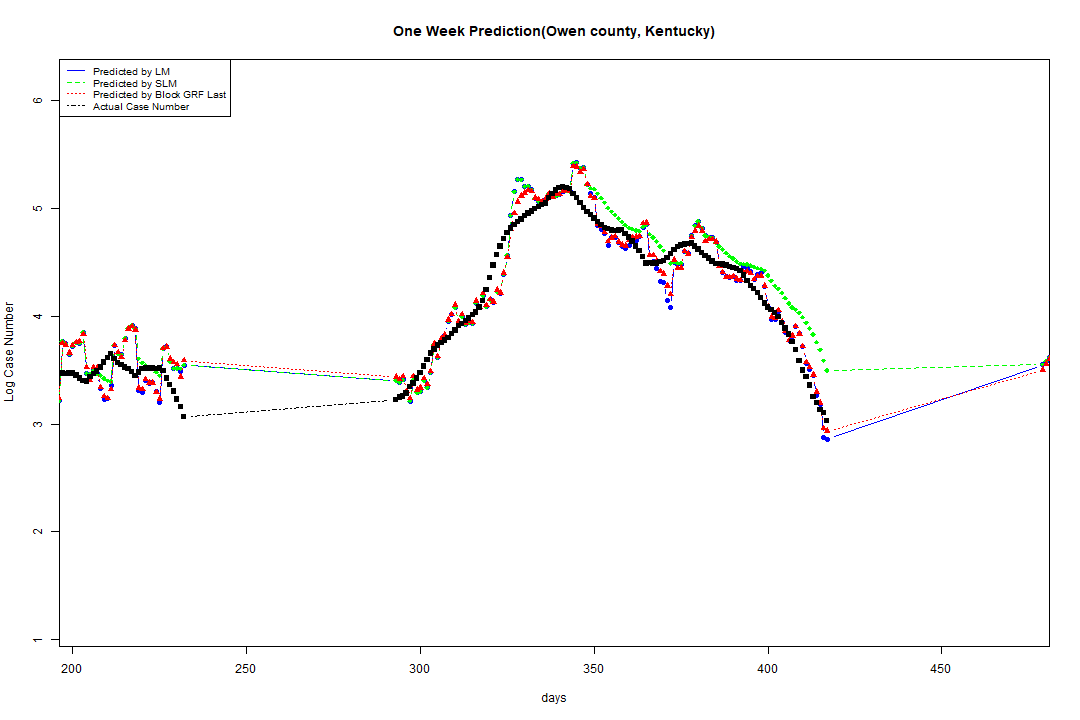 One Week Prediction(Owen county, Kentucky)
Predicted by LM
Predicted by SLM
Predicted by Block GRF Last
Actual Case Number
Log Case Number
6
5
4
3
2
1
200 250 300 350 400 450
days